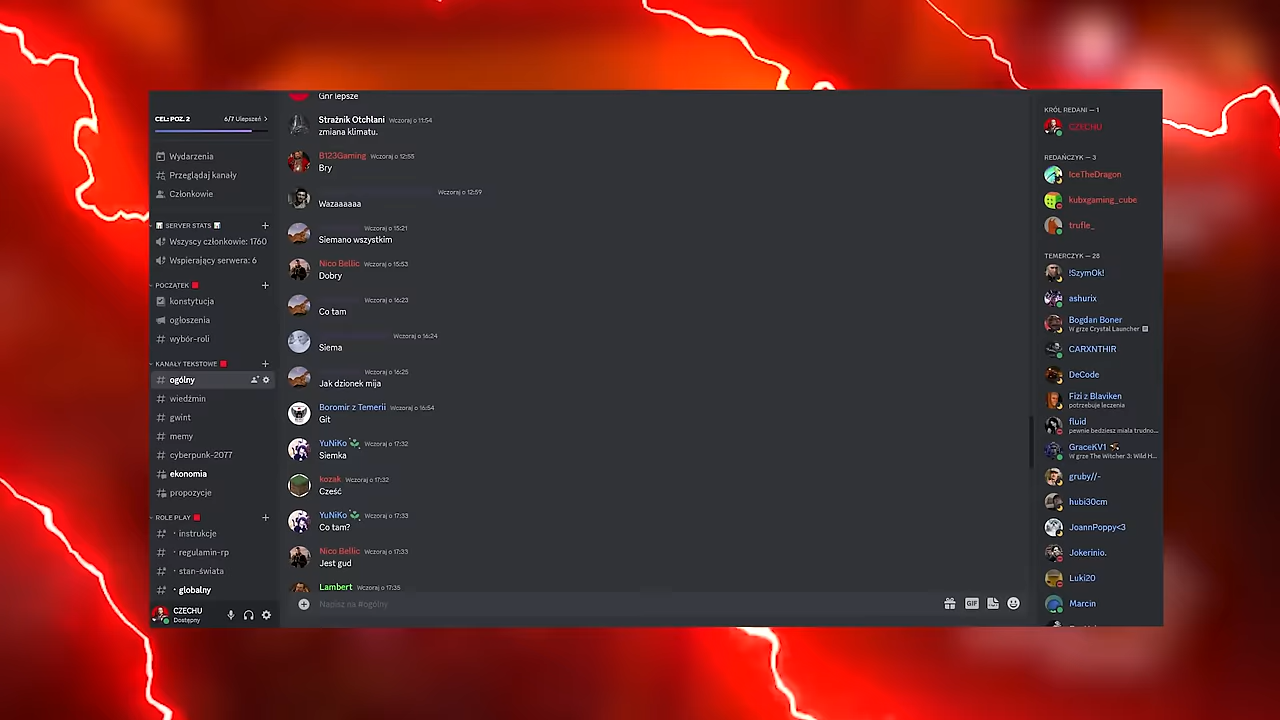 CEL: POZ. 2
6/7 Ulepszeń
Wydarzenia
Przeglądaj kanały
Członkowie
SERVER STATS
Wszyscy członkowie: 1760
Wspierający serwera: 6
POCZĄTEK
konstytucja
ogłoszenia
wybór-roli
KANAŁY TEKSTOWE
ogólny
wiedźmin
gwint
memy
cyberpunk-2077
ekonomia
propozycje
ROLE PLAY
· instrukcje
· regulamin-rp
· stan-świata
· globalny
CZECHU
Dostępny
Gnr lepsze
Strażnik Otchłani Wczoraj o 11:54
zmiana klimatu.
B123Gaming Wczoraj o 12:55
Bry
Wczoraj o 12:59
Wazaaaaaa
Wczoraj o 15:21
Siemano wszystkim
Nico Bellic Wczoraj o 15:53
Dobry
Wczoraj o 16:23
Co tam
Wczoraj o 16:24
Siema
Wczoraj o 16:25
Jak dzionek mija
Boromir z Temerii Wczoraj o 16:54
Git
YuNiKo Wczoraj o 17:32
Siemka
kozak Wczoraj o 17:32
Cześć
YuNiKo Wczoraj o 17:33
Co tam?
Nico Bellic Wczoraj o 17:33
Jest gud
Lambert Wczoraj o 17:35
Napisz na #ogólny
GIF
KRÓL REDANI — 1
CZECHU
REDAŃCZYK — 3
IceTheDragon
kubxgaming_cube
trufle_
TEMERCZYK — 28
!SzymOk!
ashurix
Bogdan Boner
W grze Crystal Launcher
CARXNTHIR
DeCode
Fizi z Blaviken
potrzebuje leczenia
fluid
pewnie bedziesz miala trudno...
GraceKV1
W grze The Witcher 3: Wild H...
gruby//-
hubi30cm
JoannPoppy<3
Jokerinio.
Luki20
Marcin